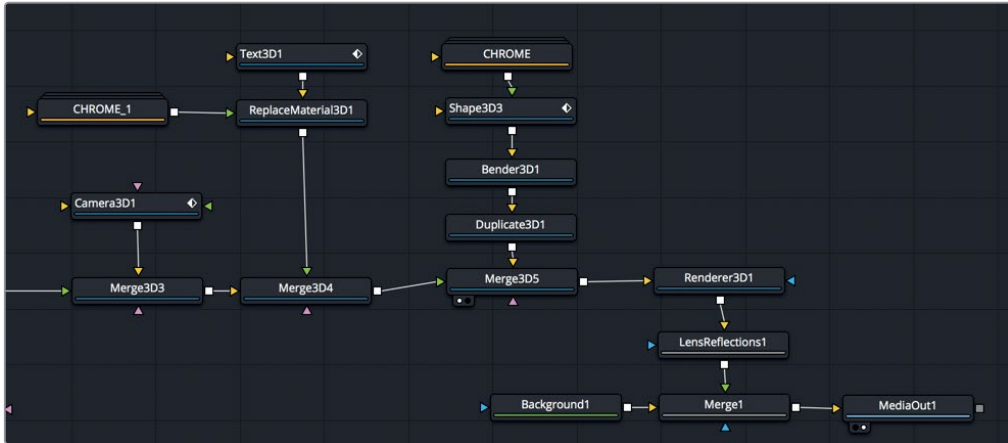 Text3D1
CHROME
CHROME_1
ReplaceMaterial3D1
Shape3D3
Bender3D1
Camera3D1
Duplicate3D1
Merge3D3
Merge3D4
Merge3D5
Renderer3D1
LensReflections1
Background1
Merge1
MediaOut1